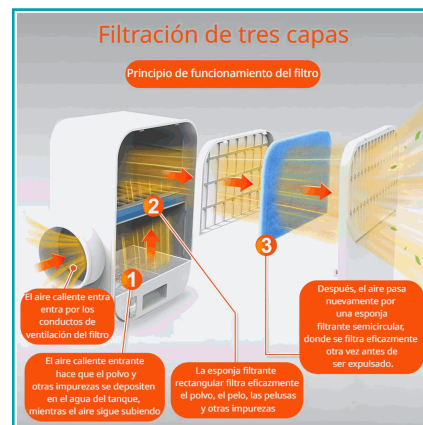 Filtración de tres capas
Principio de funcionamiento del filtro
2
3
1
El aire caliente entra
entra por los
conductos de
ventilación del filtro
Después, el aire pasa
nuevamente por
una esponja
filtrante semicircular,
donde se filtra eficazmente
otra vez antes de
ser expulsado.
El aire caliente entrante
hace que el polvo y
otras impurezas se depositen
en el agua del tanque,
mientras el aire sigue subiendo
La esponja filtrante
rectangular filtra eficazmente
el polvo, el pelo, las pelusas
y otras impurezas